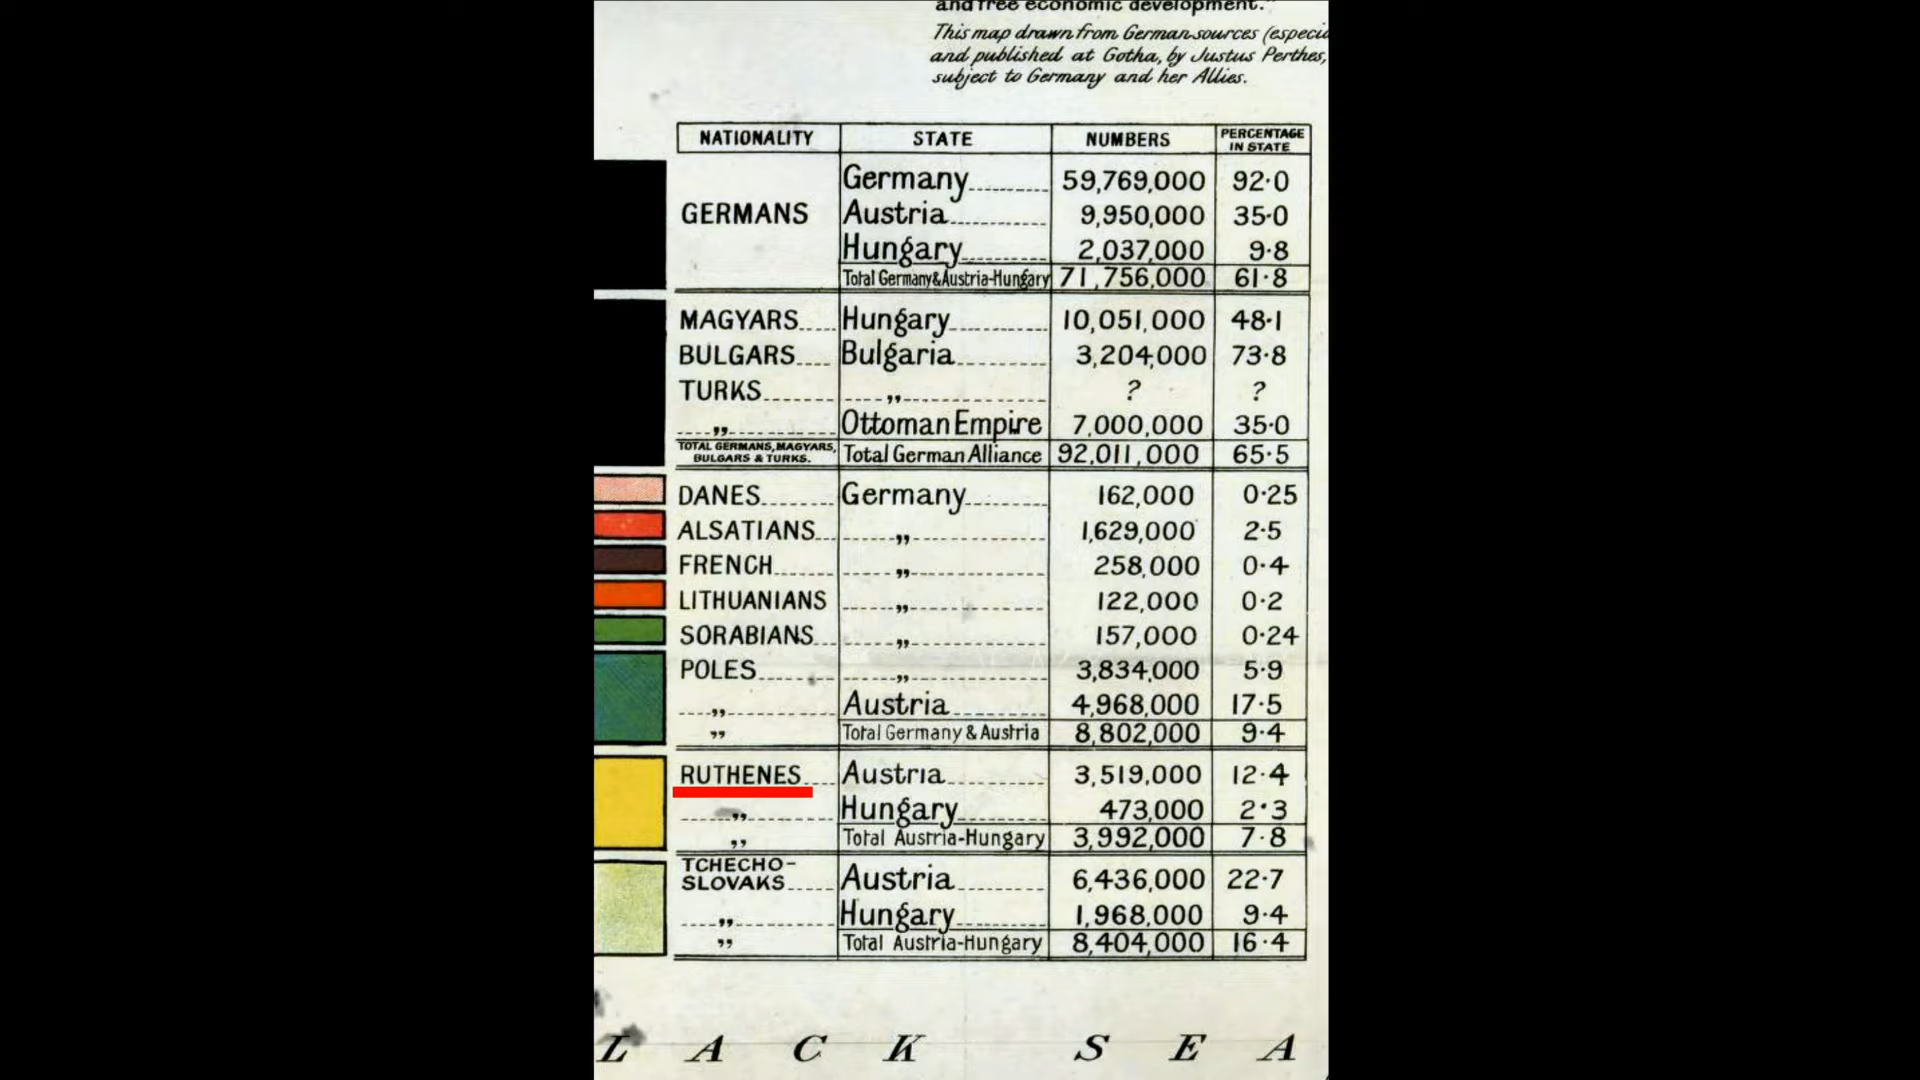 and free economic development."
This map drawn from German sources (especia
and published at Gotha, by Justus Perthes,
subject to Germany and her Allies.
NATIONALITY STATE NUMBERS PERCENTAGE IN STATE
Germany 59,769,000 92·0
GERMANS Austria 9,950,000 35·0
Hungary 2,037,000 9·8
Total Germany & Austria-Hungary 71,756,000 61·8
MAGYARS Hungary 10,051,000 48·1
BULGARS Bulgaria 3,204,000 73·8
TURKS „ ? ?
„ Ottoman Empire 7,000,000 35·0
TOTAL GERMANS, MAGYARS, BULGARS & TURKS. Total German Alliance 92,011,000 65·5
DANES Germany 162,000 0·25
ALSATIANS „ 1,629,000 2·5
FRENCH „ 258,000 0·4
LITHUANIANS „ 122,000 0·2
SORABIANS „ 157,000 0·24
POLES „ 3,834,000 5·9
„ Austria 4,968,000 17·5
„ Total Germany & Austria 8,802,000 9·4
RUTHENES Austria 3,519,000 12·4
„ Hungary 473,000 2·3
„ Total Austria-Hungary 3,992,000 7·8
TCHECHO-
SLOVAKS Austria 6,436,000 22·7
„ Hungary 1,968,000 9·4
„ Total Austria-Hungary 8,404,000 16·4
LACK SEA